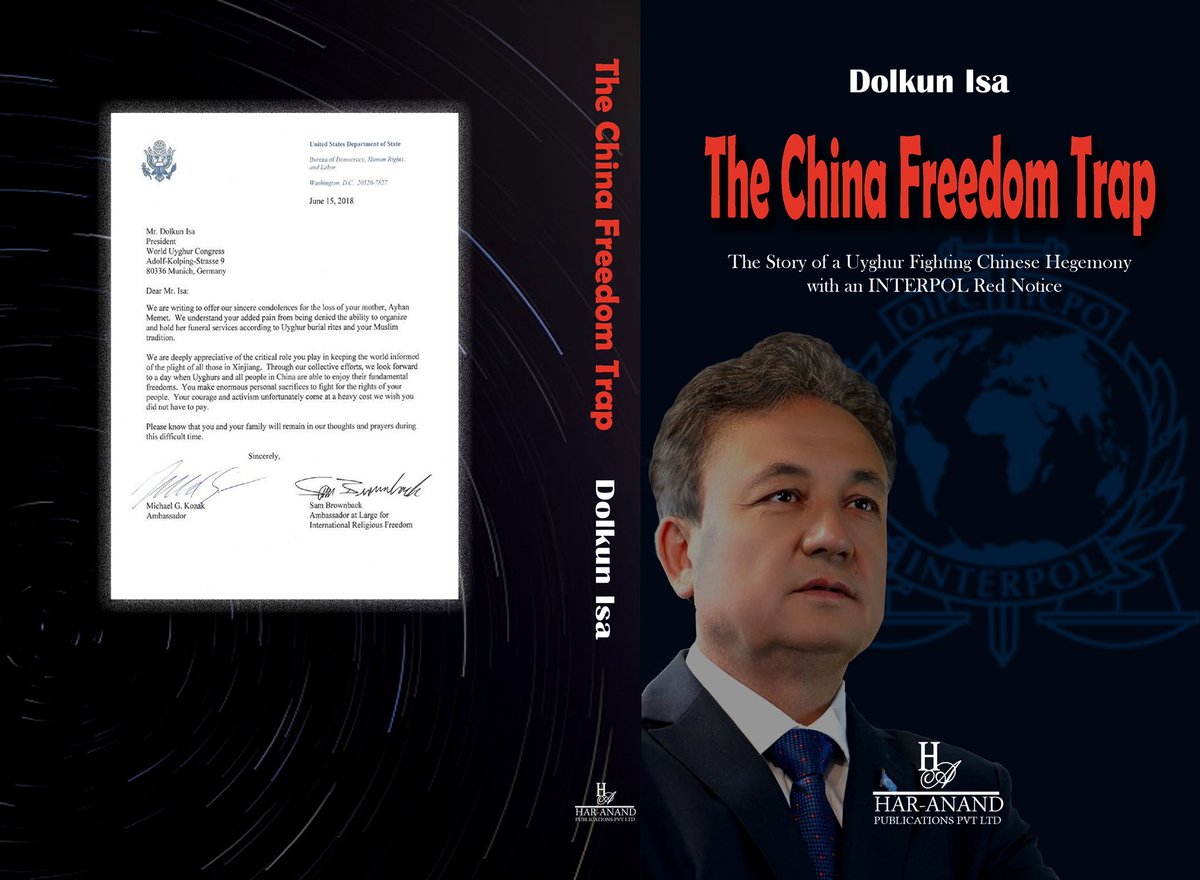 United States Department of State
Bureau of Democracy, Human Rights,
and Labor
Washington, D.C. 20520-7827
June 15, 2018
Mr. Dolkun Isa
President
World Uyghur Congress
Adolf-Kolping-Strasse 9
80336 Munich, Germany
Dear Mr. Isa:
We are writing to offer our sincere condolences for the loss of your mother, Ayhan
Memet. We understand your added pain from being denied the ability to organize
and hold her funeral services according to Uyghur burial rites and your Muslim
tradition.
We are deeply appreciative of the critical role you play in keeping the world informed
of the plight of all those in Xinjiang. Through our collective efforts, we look forward
to a day when Uyghurs and all people in China are able to enjoy their fundamental
freedoms. You make enormous personal sacrifices to fight for the rights of your
people. Your courage and activism unfortunately come at a heavy cost we wish you
did not have to pay.
Please know that you and your family will remain in our thoughts and prayers during
this difficult time.
Sincerely,
Sam Brownback
Michael G. Kozak
Ambassador
Sam Brownback
Ambassador at Large for
International Religious Freedom
The China Freedom Trap
Dolkun Isa
HA
HAR-ANAND
PUBLICATIONS PVT LTD
Dolkun Isa
The China Freedom Trap
The Story of a Uyghur Fighting Chinese Hegemony
with an INTERPOL Red Notice
OIPC ICPO
INTERPOL
HA
HAR-ANAND
PUBLICATIONS PVT LTD